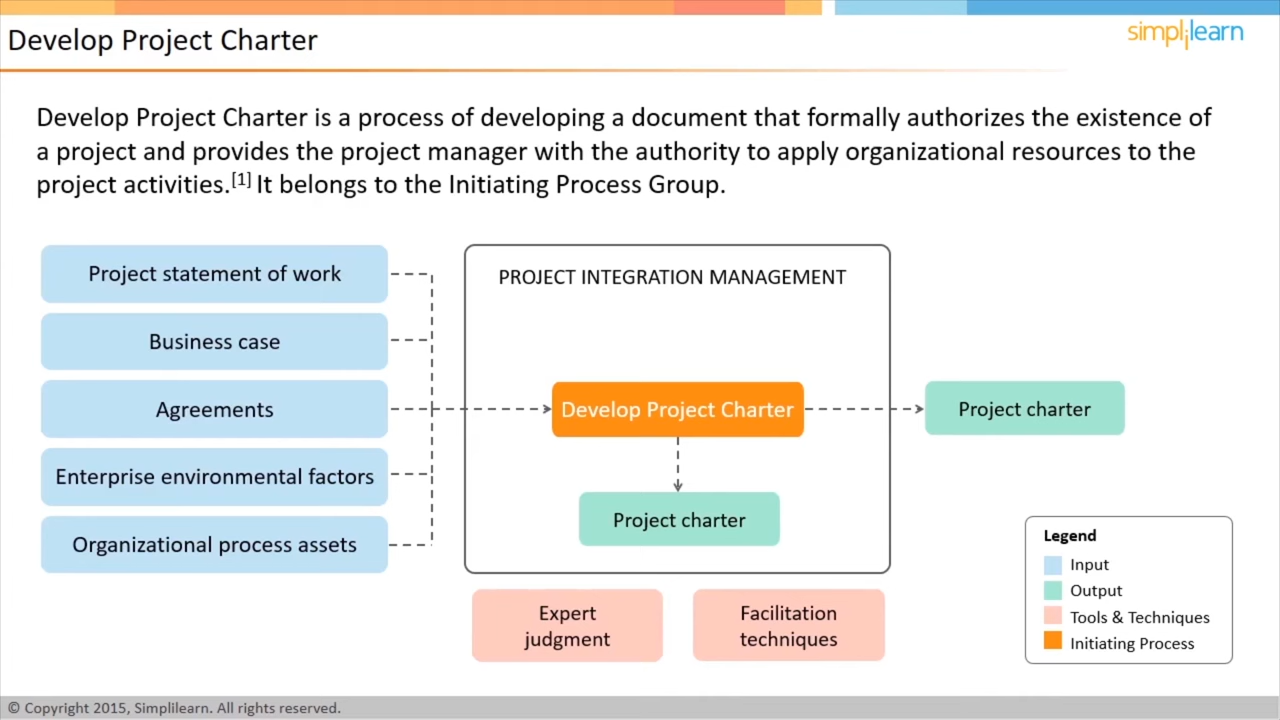 Develop Project Charter
simplilearn
Develop Project Charter is a process of developing a document that formally authorizes the existence of
a project and provides the project manager with the authority to apply organizational resources to the
project activities.[1] It belongs to the Initiating Process Group.
Project statement of work
Business case
Agreements
Enterprise environmental factors
Organizational process assets
PROJECT INTEGRATION MANAGEMENT
Develop Project Charter
Project charter
Project charter
Expert
judgment
Facilitation
techniques
Legend
Input
Output
Tools & Techniques
Initiating Process
© Copyright 2015, Simplilearn. All rights reserved.